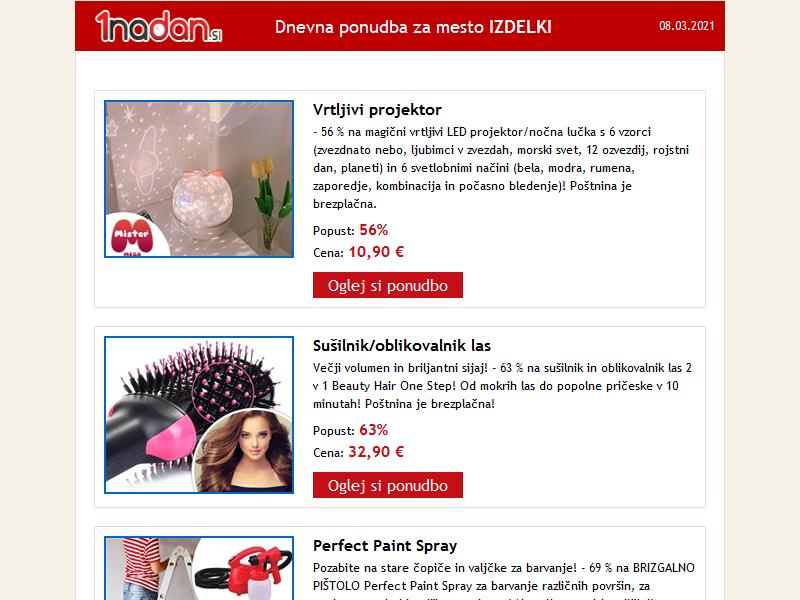 1nadan.si
Dnevna ponudba za mesto IZDELKI
08.03.2021
Vrtljivi projektor
- 56 % na magični vrtljivi LED projektor/nočna lučka s 6 vzorci
(zvezdnato nebo, ljubimci v zvezdah, morski svet, 12 ozvezdij, rojstni
dan, planeti) in 6 svetlobnimi načini (bela, modra, rumena,
zaporedje, kombinacija in počasno bledenje)! Poštnina je
brezplačna.
Popust: 56%
Cena: 10,90 €
Oglej si ponudbo
Mister
MEGA
Sušilnik/oblikovalnik las
Večji volumen in briljantni sijaj! - 63 % na sušilnik in oblikovalnik las 2
v 1 Beauty Hair One Step! Od mokrih las do popolne pričeske v 10
minutah! Poštnina je brezplačna!
Popust: 63%
Cena: 32,90 €
Oglej si ponudbo
Perfect Paint Spray
Pozabite na stare čopiče in valjčke za barvanje! - 69 % na BRIZGALNO
PIŠTOLO Perfect Paint Spray za barvanje različnih površin, za